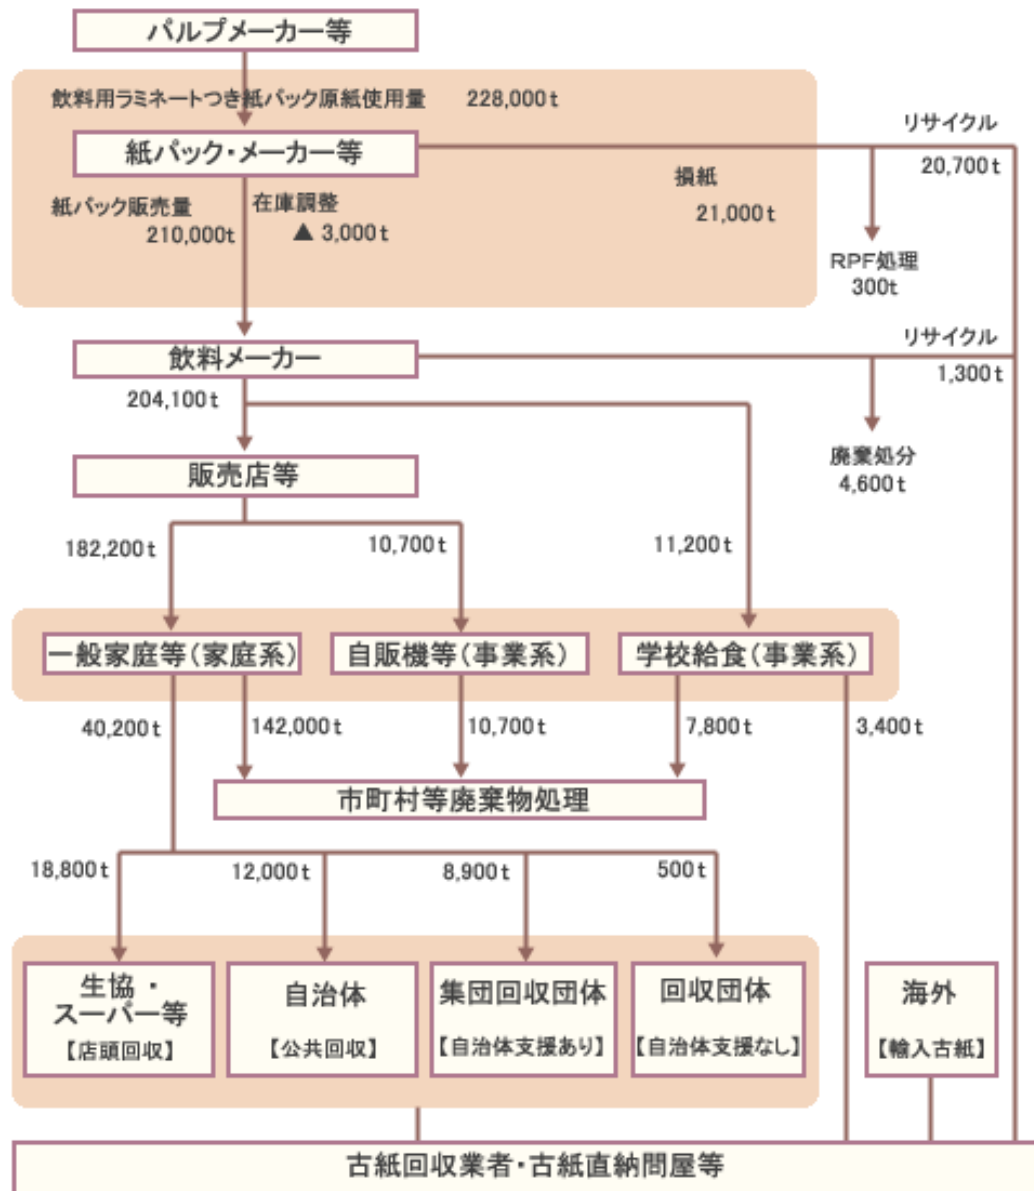 パルプメーカー等
飲料用ラミネートつき紙パック原紙使用量 228,000t
リサイクル
紙パック・メーカー等
20,700t
損紙
21,000t
紙パック販売量
210,000t
在庫調整
▲ 3,000t
RPF処理
300t
リサイクル
飲料メーカー
1,300t
204,100t
廃棄処分
4,600t
販売店等
182,200t
10,700t
11,200t
一般家庭等(家庭系)
自販機等(事業系)
学校給食(事業系)
40,200t
142,000t
10,700t
7,800t
3,400t
市町村等廃棄物処理
18,800t
12,000t
8,900t
500t
生協・
スーパー等
【店頭回収】
自治体
【公共回収】
集団回収団体
【自治体支援あり】
回収団体
【自治体支援なし】
海外
【輸入古紙】
古紙回収業者・古紙直納問屋等